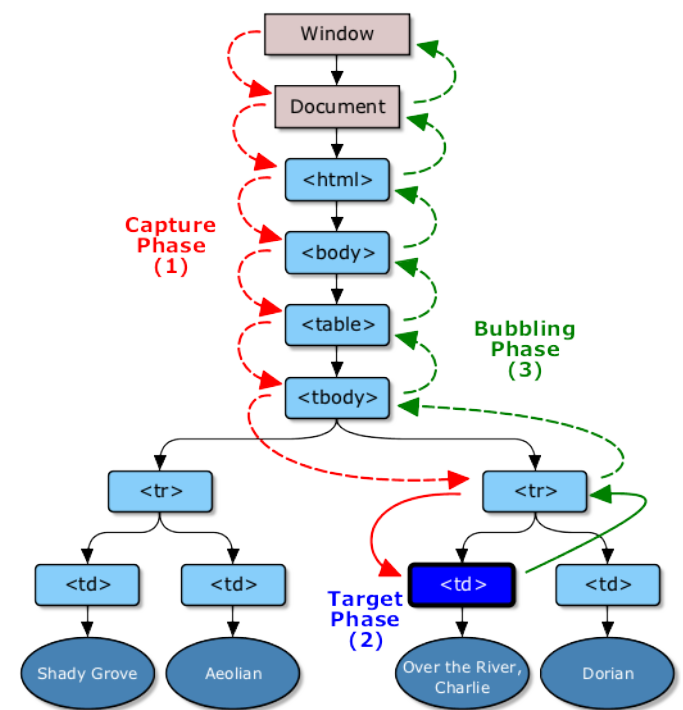 Window
Document
<html>
Capture
Phase
(1)
<body>
<table>
Bubbling
Phase
(3)
<tbody>
<tr>
<tr>
<td>
<td>
<td>
<td>
Target
Phase
(2)
Shady Grove
Aeolian
Over the River,
Charlie
Dorian